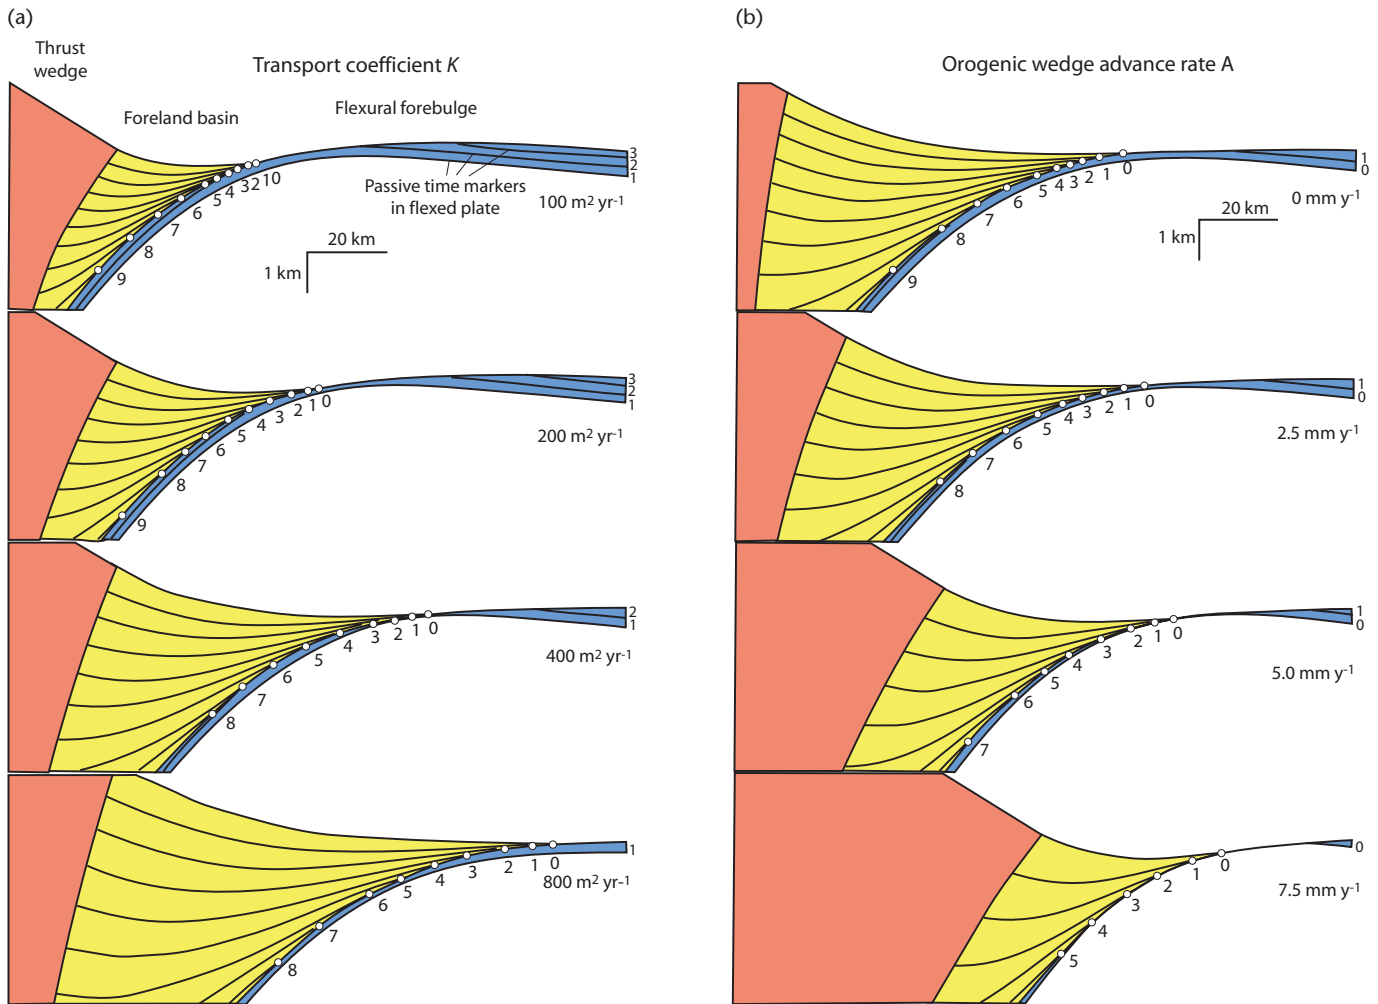 (a)
Thrust
wedge
Transport coefficient K
Foreland basin
Flexural forebulge
3
2
1
Passive time markers
in flexed plate
100 m² yr⁻¹
9 8 7 6 5 4 3 2 1 0
20 km
1 km
3
2
1
200 m² yr⁻¹
9 8 7 6 5 4 3 2 1 0
2
1
400 m² yr⁻¹
8 7 6 5 4 3 2 1 0
1
800 m² yr⁻¹
8 7 6 5 4 3 2 1 0
(b)
Orogenic wedge advance rate A
1
0
0 mm y⁻¹
9 8 7 6 5 4 3 2 1 0
20 km
1 km
1
0
2.5 mm y⁻¹
8 7 6 5 4 3 2 1 0
1
0
5.0 mm y⁻¹
7 6 5 4 3 2 1 0
0
7.5 mm y⁻¹
5 4 3 2 1 0